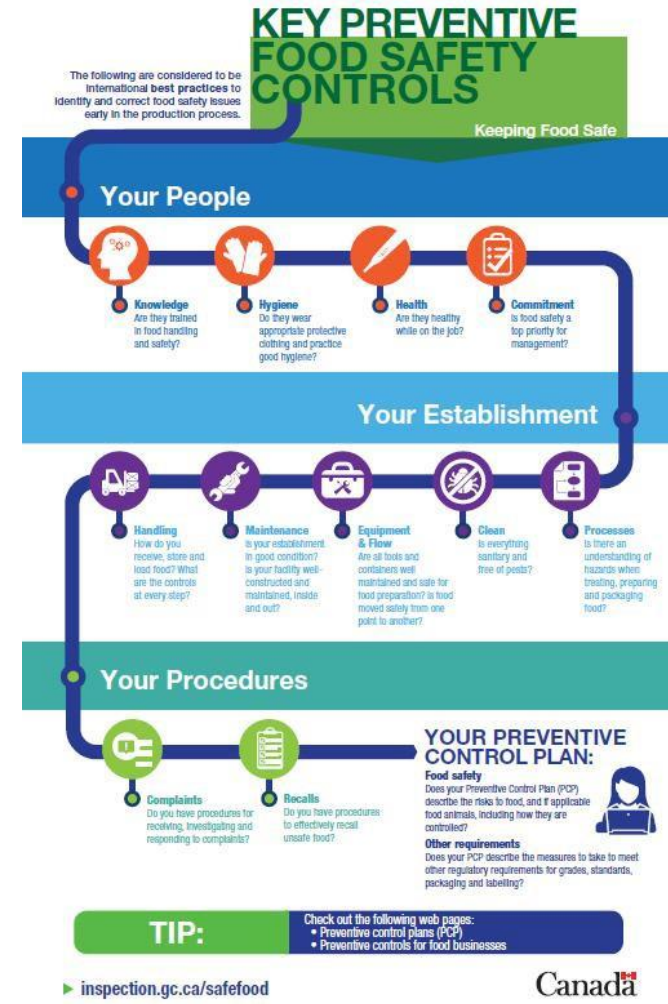 KEY PREVENTIVE
FOOD SAFETY
CONTROLS
The following are considered to be
international best practices to
identify and correct food safety issues
early in the production process.
Keeping Food Safe
Your People
Knowledge
Are they trained
in food handling
and safety?
Hygiene
Do they wear
appropriate protective
clothing and practice
good hygiene?
Health
Are they healthy
while on the job?
Commitment
Is food safety a
top priority for
management?
Your Establishment
Handling
How do you
receive, store and
load food? What
are the controls
at every step?
Maintenance
Is your establishment
in good condition?
Is your facility well-
constructed and
maintained, inside
and out?
Equipment
& Flow
Are all tools and
containers well
maintained and safe for
food preparation? Is food
moved safely from one
point to another?
Clean
Is everything
sanitary and
free of pests?
Processes
Is there an
understanding of
hazards when
treating, preparing
and packaging
food?
Your Procedures
Complaints
Do you have procedures for
receiving, investigating and
responding to complaints?
Recalls
Do you have procedures
to effectively recall
unsafe food?
YOUR PREVENTIVE
CONTROL PLAN:
Food safety
Does your Preventive Control Plan (PCP)
describe the risks to food, and if applicable
food animals, including how they are
controlled?
Other requirements
Does your PCP describe the measures to take to meet
other regulatory requirements for grades, standards,
packaging and labelling?
TIP:
Check out the following web pages:
• Preventive control plans (PCP)
• Preventive controls for food businesses
inspection.gc.ca/safefood
Canada